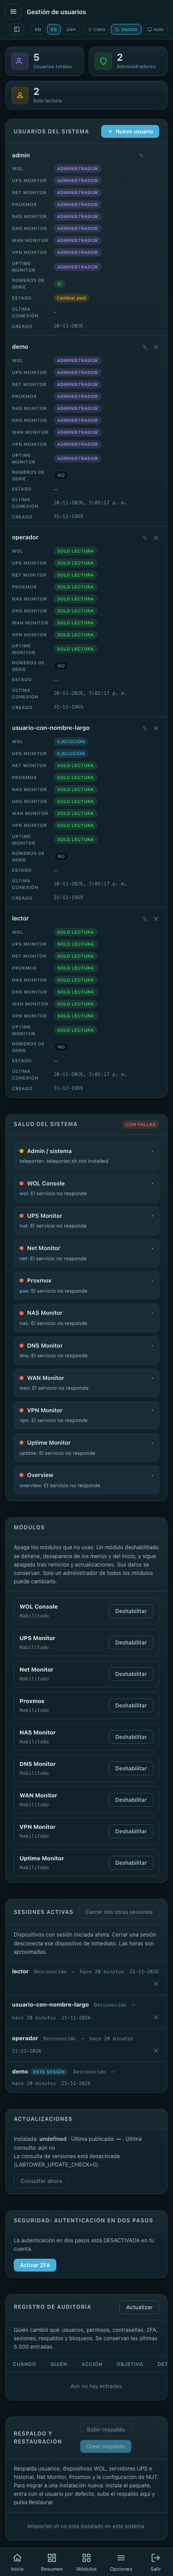 Gestión de usuarios
EN ES 24H Claro Oscuro Auto
5
Usuarios totales
2
Administradores
2
Solo lectura
USUARIOS DEL SISTEMA
+ Nuevo usuario
admin
WOL ADMINISTRADOR
UPS MONITOR ADMINISTRADOR
NET MONITOR ADMINISTRADOR
PROXMOX ADMINISTRADOR
NAS MONITOR ADMINISTRADOR
DNS MONITOR ADMINISTRADOR
WAN MONITOR ADMINISTRADOR
VPN MONITOR ADMINISTRADOR
UPTIME MONITOR ADMINISTRADOR
NÚMEROS DE SERIE SÍ
ESTADO Cambiar pwd
ÚLTIMA CONEXIÓN —
CREADO 20-11-2026
demo
WOL ADMINISTRADOR
UPS MONITOR ADMINISTRADOR
NET MONITOR ADMINISTRADOR
PROXMOX ADMINISTRADOR
NAS MONITOR ADMINISTRADOR
DNS MONITOR ADMINISTRADOR
WAN MONITOR ADMINISTRADOR
VPN MONITOR ADMINISTRADOR
UPTIME MONITOR ADMINISTRADOR
NÚMEROS DE SERIE NO
ESTADO —
ÚLTIMA CONEXIÓN 20-11-2026, 5:02:17 p. m.
CREADO 31-12-1969
operador
WOL SOLO LECTURA
UPS MONITOR SOLO LECTURA
NET MONITOR SOLO LECTURA
PROXMOX SOLO LECTURA
NAS MONITOR SOLO LECTURA
DNS MONITOR SOLO LECTURA
WAN MONITOR SOLO LECTURA
VPN MONITOR SOLO LECTURA
UPTIME MONITOR SOLO LECTURA
NÚMEROS DE SERIE NO
ESTADO —
ÚLTIMA CONEXIÓN 20-11-2026, 5:02:17 p. m.
CREADO 31-12-1969
usuario-con-nombre-largo
WOL EJECUCIÓN
UPS MONITOR EJECUCIÓN
NET MONITOR SOLO LECTURA
PROXMOX SOLO LECTURA
NAS MONITOR SOLO LECTURA
DNS MONITOR SOLO LECTURA
WAN MONITOR SOLO LECTURA
VPN MONITOR SOLO LECTURA
UPTIME MONITOR SOLO LECTURA
NÚMEROS DE SERIE NO
ESTADO —
ÚLTIMA CONEXIÓN 20-11-2026, 5:02:17 p. m.
CREADO 31-12-1969
lector
WOL SOLO LECTURA
UPS MONITOR SOLO LECTURA
NET MONITOR SOLO LECTURA
PROXMOX SOLO LECTURA
NAS MONITOR SOLO LECTURA
DNS MONITOR SOLO LECTURA
WAN MONITOR SOLO LECTURA
VPN MONITOR SOLO LECTURA
UPTIME MONITOR SOLO LECTURA
NÚMEROS DE SERIE NO
ESTADO —
ÚLTIMA CONEXIÓN 20-11-2026, 5:02:17 p. m.
CREADO 31-12-1969
SALUD DEL SISTEMA
CON FALLAS
Admin / sistema
teleporter: teleporter.sh not installed
WOL Console
wol: El servicio no responde
UPS Monitor
nut: El servicio no responde
Net Monitor
net: El servicio no responde
Proxmox
pve: El servicio no responde
NAS Monitor
nas: El servicio no responde
DNS Monitor
dns: El servicio no responde
WAN Monitor
wan: El servicio no responde
VPN Monitor
vpn: El servicio no responde
Uptime Monitor
uptime: El servicio no responde
Overview
overview: El servicio no responde
MÓDULOS
Apaga los módulos que no uses. Un módulo deshabilitado
se detiene, desaparece de los menús y del inicio, y sigue
apagado tras reinicios y actualizaciones. Sus datos se
conservan. Solo un administrador de todos los módulos
puede cambiarlo.
WOL Console
Habilitado
Deshabilitar
UPS Monitor
Habilitado
Deshabilitar
Net Monitor
Habilitado
Deshabilitar
Proxmox
Habilitado
Deshabilitar
NAS Monitor
Habilitado
Deshabilitar
DNS Monitor
Habilitado
Deshabilitar
WAN Monitor
Habilitado
Deshabilitar
VPN Monitor
Habilitado
Deshabilitar
Uptime Monitor
Habilitado
Deshabilitar
SESIONES ACTIVAS
Cerrar mis otras sesiones
Dispositivos con sesión iniciada ahora. Cerrar una sesión
desconecta ese dispositivo de inmediato. Las horas son
aproximadas.
lector Desconocido — hace 20 minutos 21-11-2026
usuario-con-nombre-largo Desconocido —
hace 20 minutos 21-11-2026
operador Desconocido — hace 20 minutos
21-11-2026
demo ESTA SESIÓN Desconocido —
hace 20 minutos 21-11-2026
ACTUALIZACIONES
Instalada: undefined · Última publicada: — · Última
consulta: aún no
La consulta de versiones está desactivada
(LABTOWER_UPDATE_CHECK=0).
Consultar ahora
SEGURIDAD: AUTENTICACIÓN EN DOS PASOS
La autenticación en dos pasos está DESACTIVADA en tu
cuenta.
Activar 2FA
REGISTRO DE AUDITORÍA
Actualizar
Quién cambió qué: usuarios, permisos, contraseñas, 2FA,
sesiones, respaldos y bloqueos. Se conservan las últimas
5.000 entradas.
CUÁNDO QUIÉN ACCIÓN OBJETIVO DET
Aún no hay entradas.
RESPALDO Y
RESTAURACIÓN
Subir respaldo
Crear respaldo
Respalda usuarios, dispositivos WOL, servidores UPS e
historial, Net Monitor, Proxmox y la configuración de NUT.
Para migrar a una instalación nueva: instala el paquete,
entra con el usuario por defecto, sube el respaldo aquí y
pulsa Restaurar.
teleporter.sh no está instalado en este sistema.
Inicio Resumen Módulos Opciones Salir